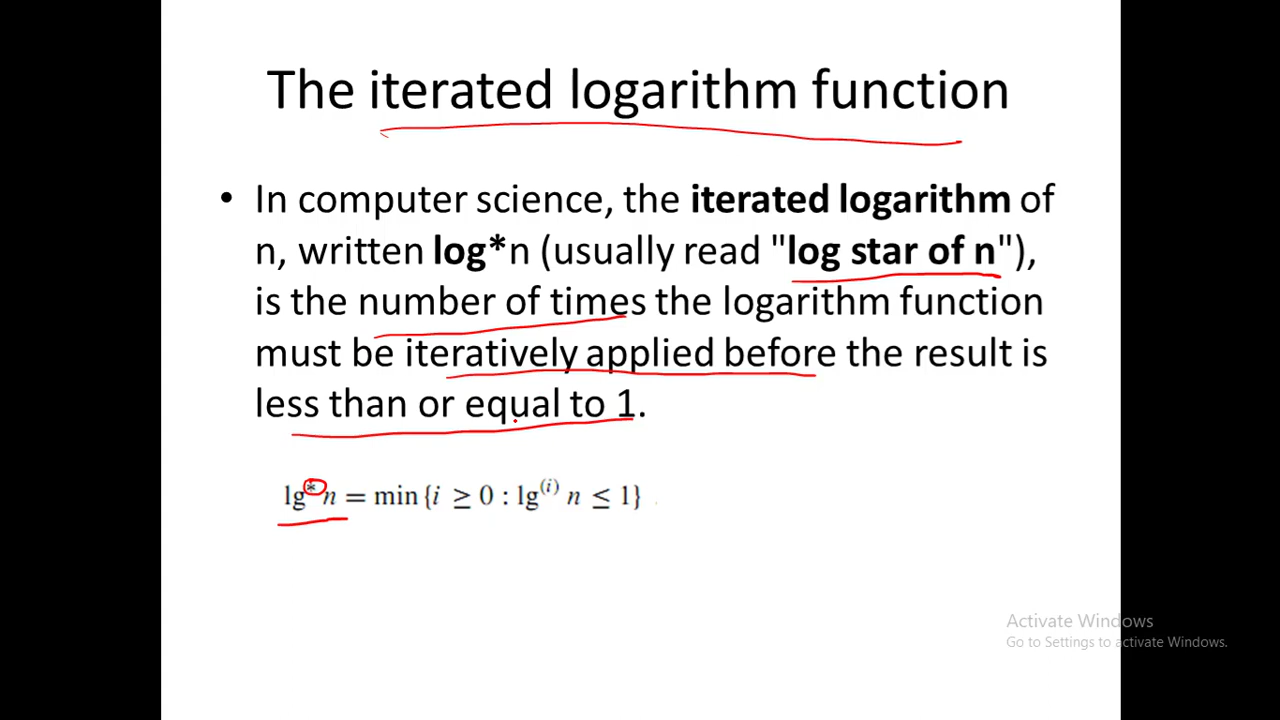 The iterated logarithm function
• In computer science, the iterated logarithm of
n, written log*n (usually read "log star of n"),
is the number of times the logarithm function
must be iteratively applied before the result is
less than or equal to 1.
lg* n = min {i ≥ 0 : lg⁽ⁱ⁾ n ≤ 1}
Activate Windows
Go to Settings to activate Windows.